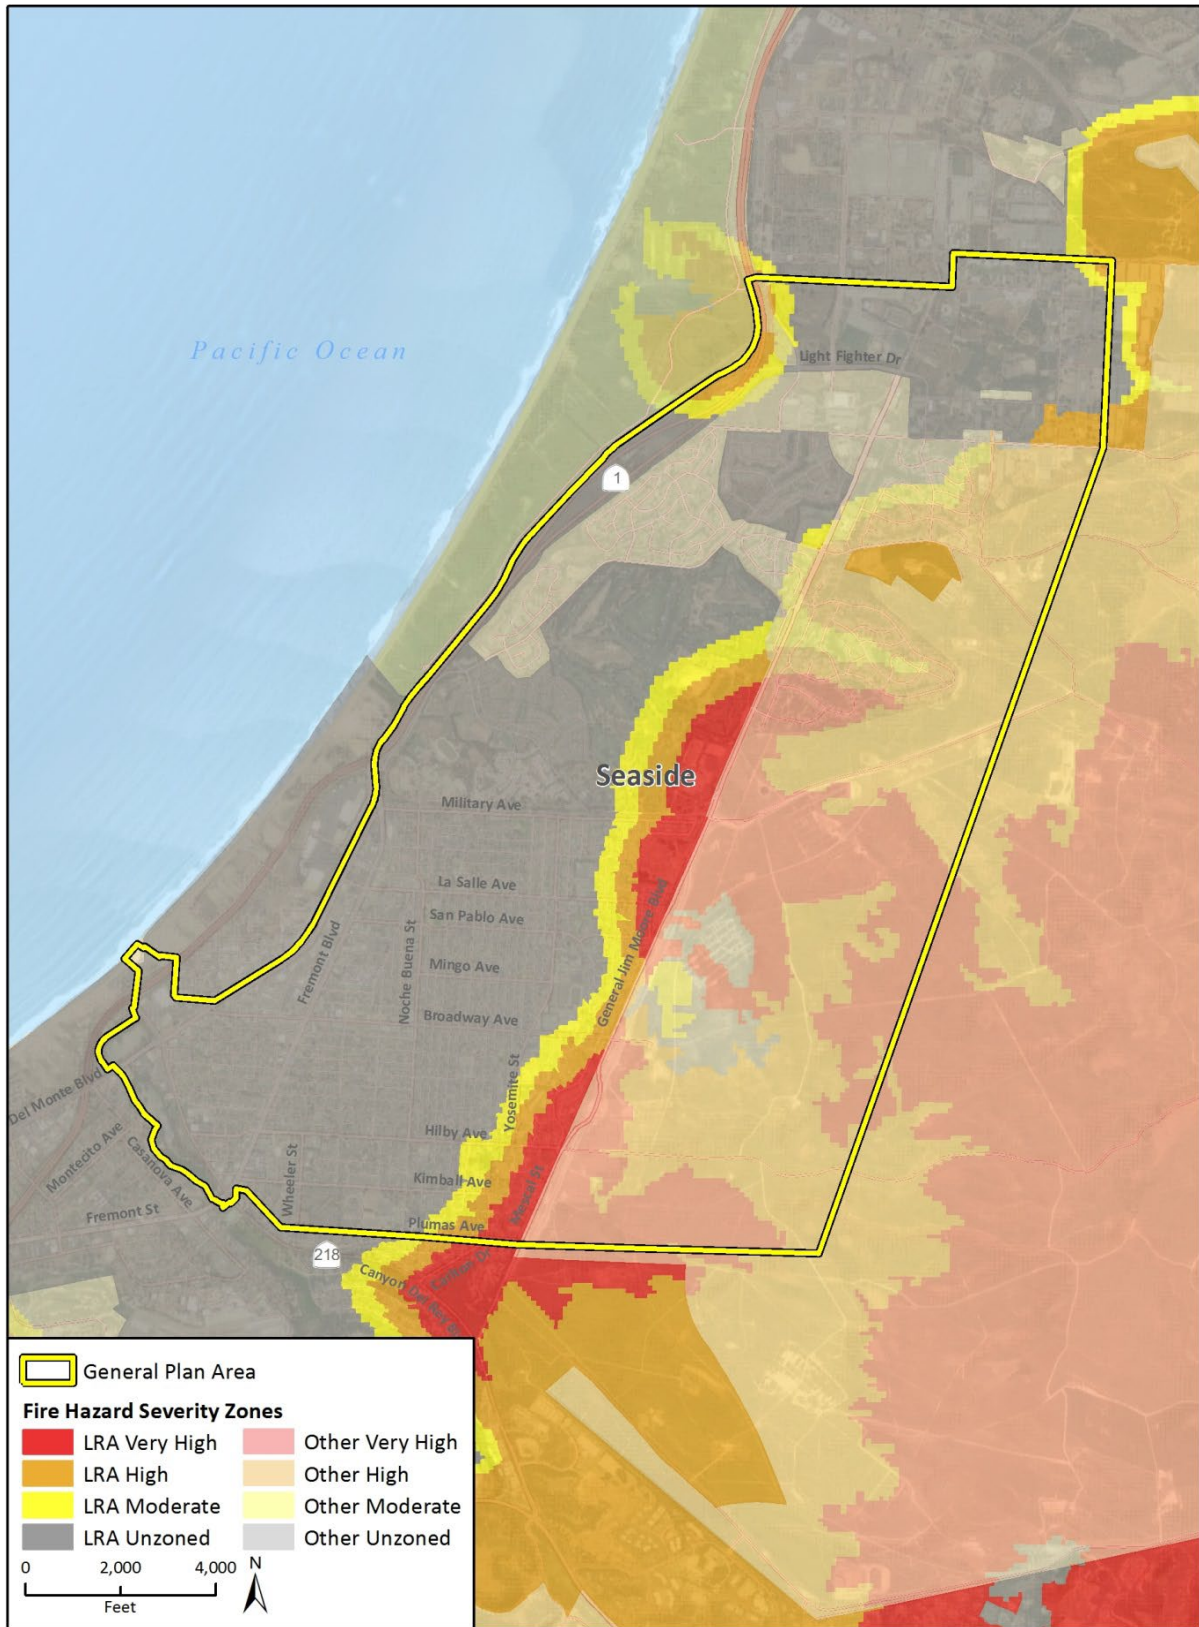 Pacific Ocean
Light Fighter Dr
1
Seaside
Military Ave
La Salle Ave
San Pablo Ave
Fremont Blvd
Noche Buena St
Mingo Ave
General Jim Moore Blvd
Broadway Ave
Yosemite St
Del Monte Blvd
Montecito Ave
Casanova Ave
Hilby Ave
Wheeler St
Kimball Ave
Mescal St
Fremont St
Plumas Ave
218
Carlton Dr
Canyon Del Rey Blvd
General Plan Area
Fire Hazard Severity Zones
LRA Very High
Other Very High
LRA High
Other High
LRA Moderate
Other Moderate
LRA Unzoned
Other Unzoned
0 2,000 4,000
Feet
N